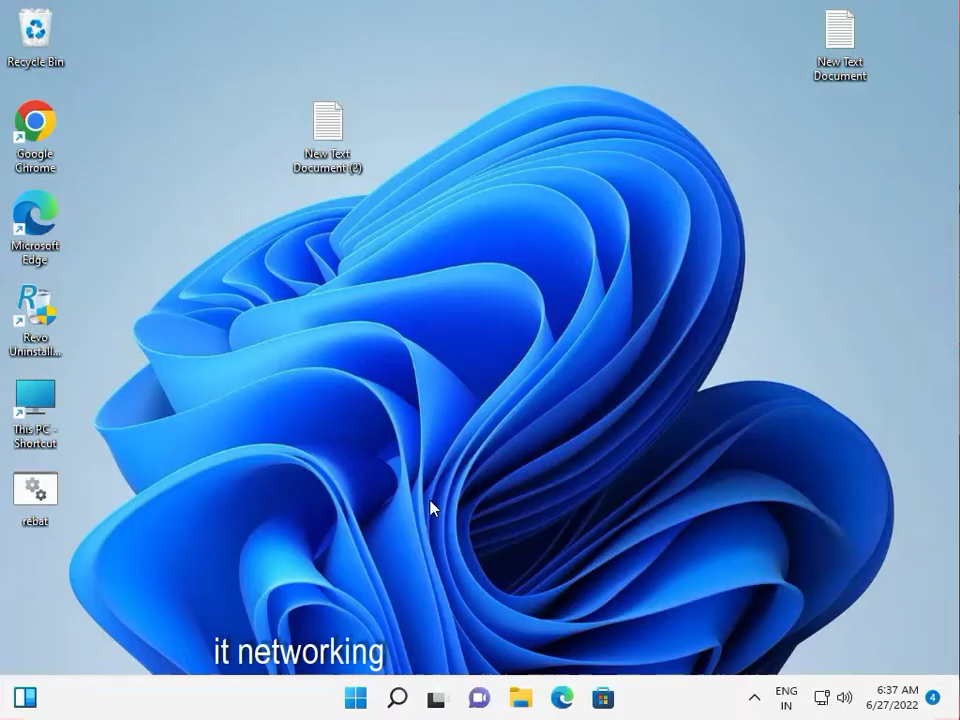 Recycle Bin
New Text
Document
Google
Chrome
New Text
Document (2)
Microsoft
Edge
Revo
Uninstall...
This PC -
Shortcut
rebat
it networking
ENG
IN
6:37 AM
6/27/2022
4